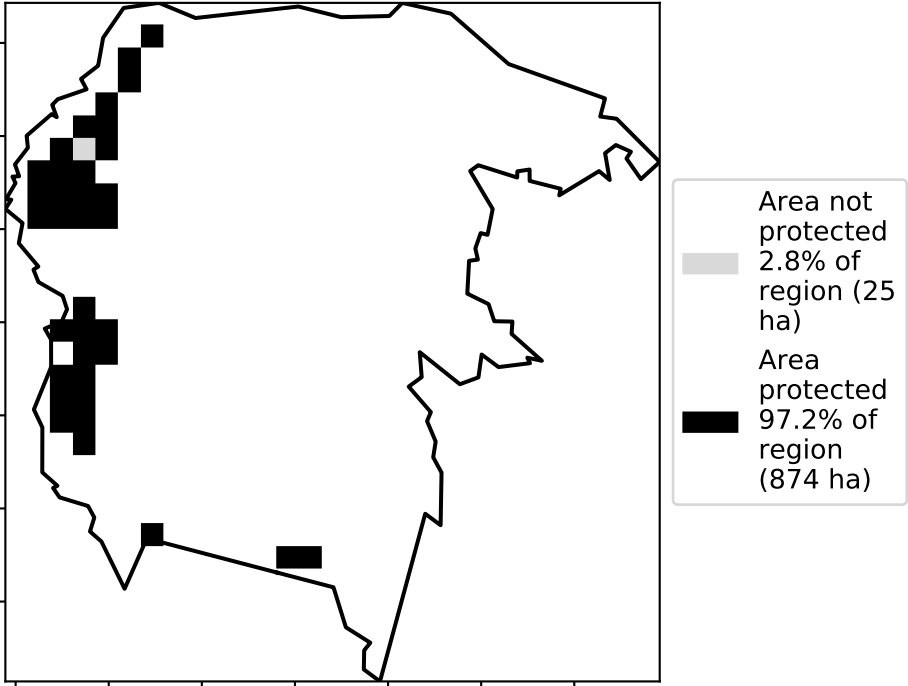 Area not
protected
2.8% of
region (25
ha)
Area
protected
97.2% of
region
(874 ha)